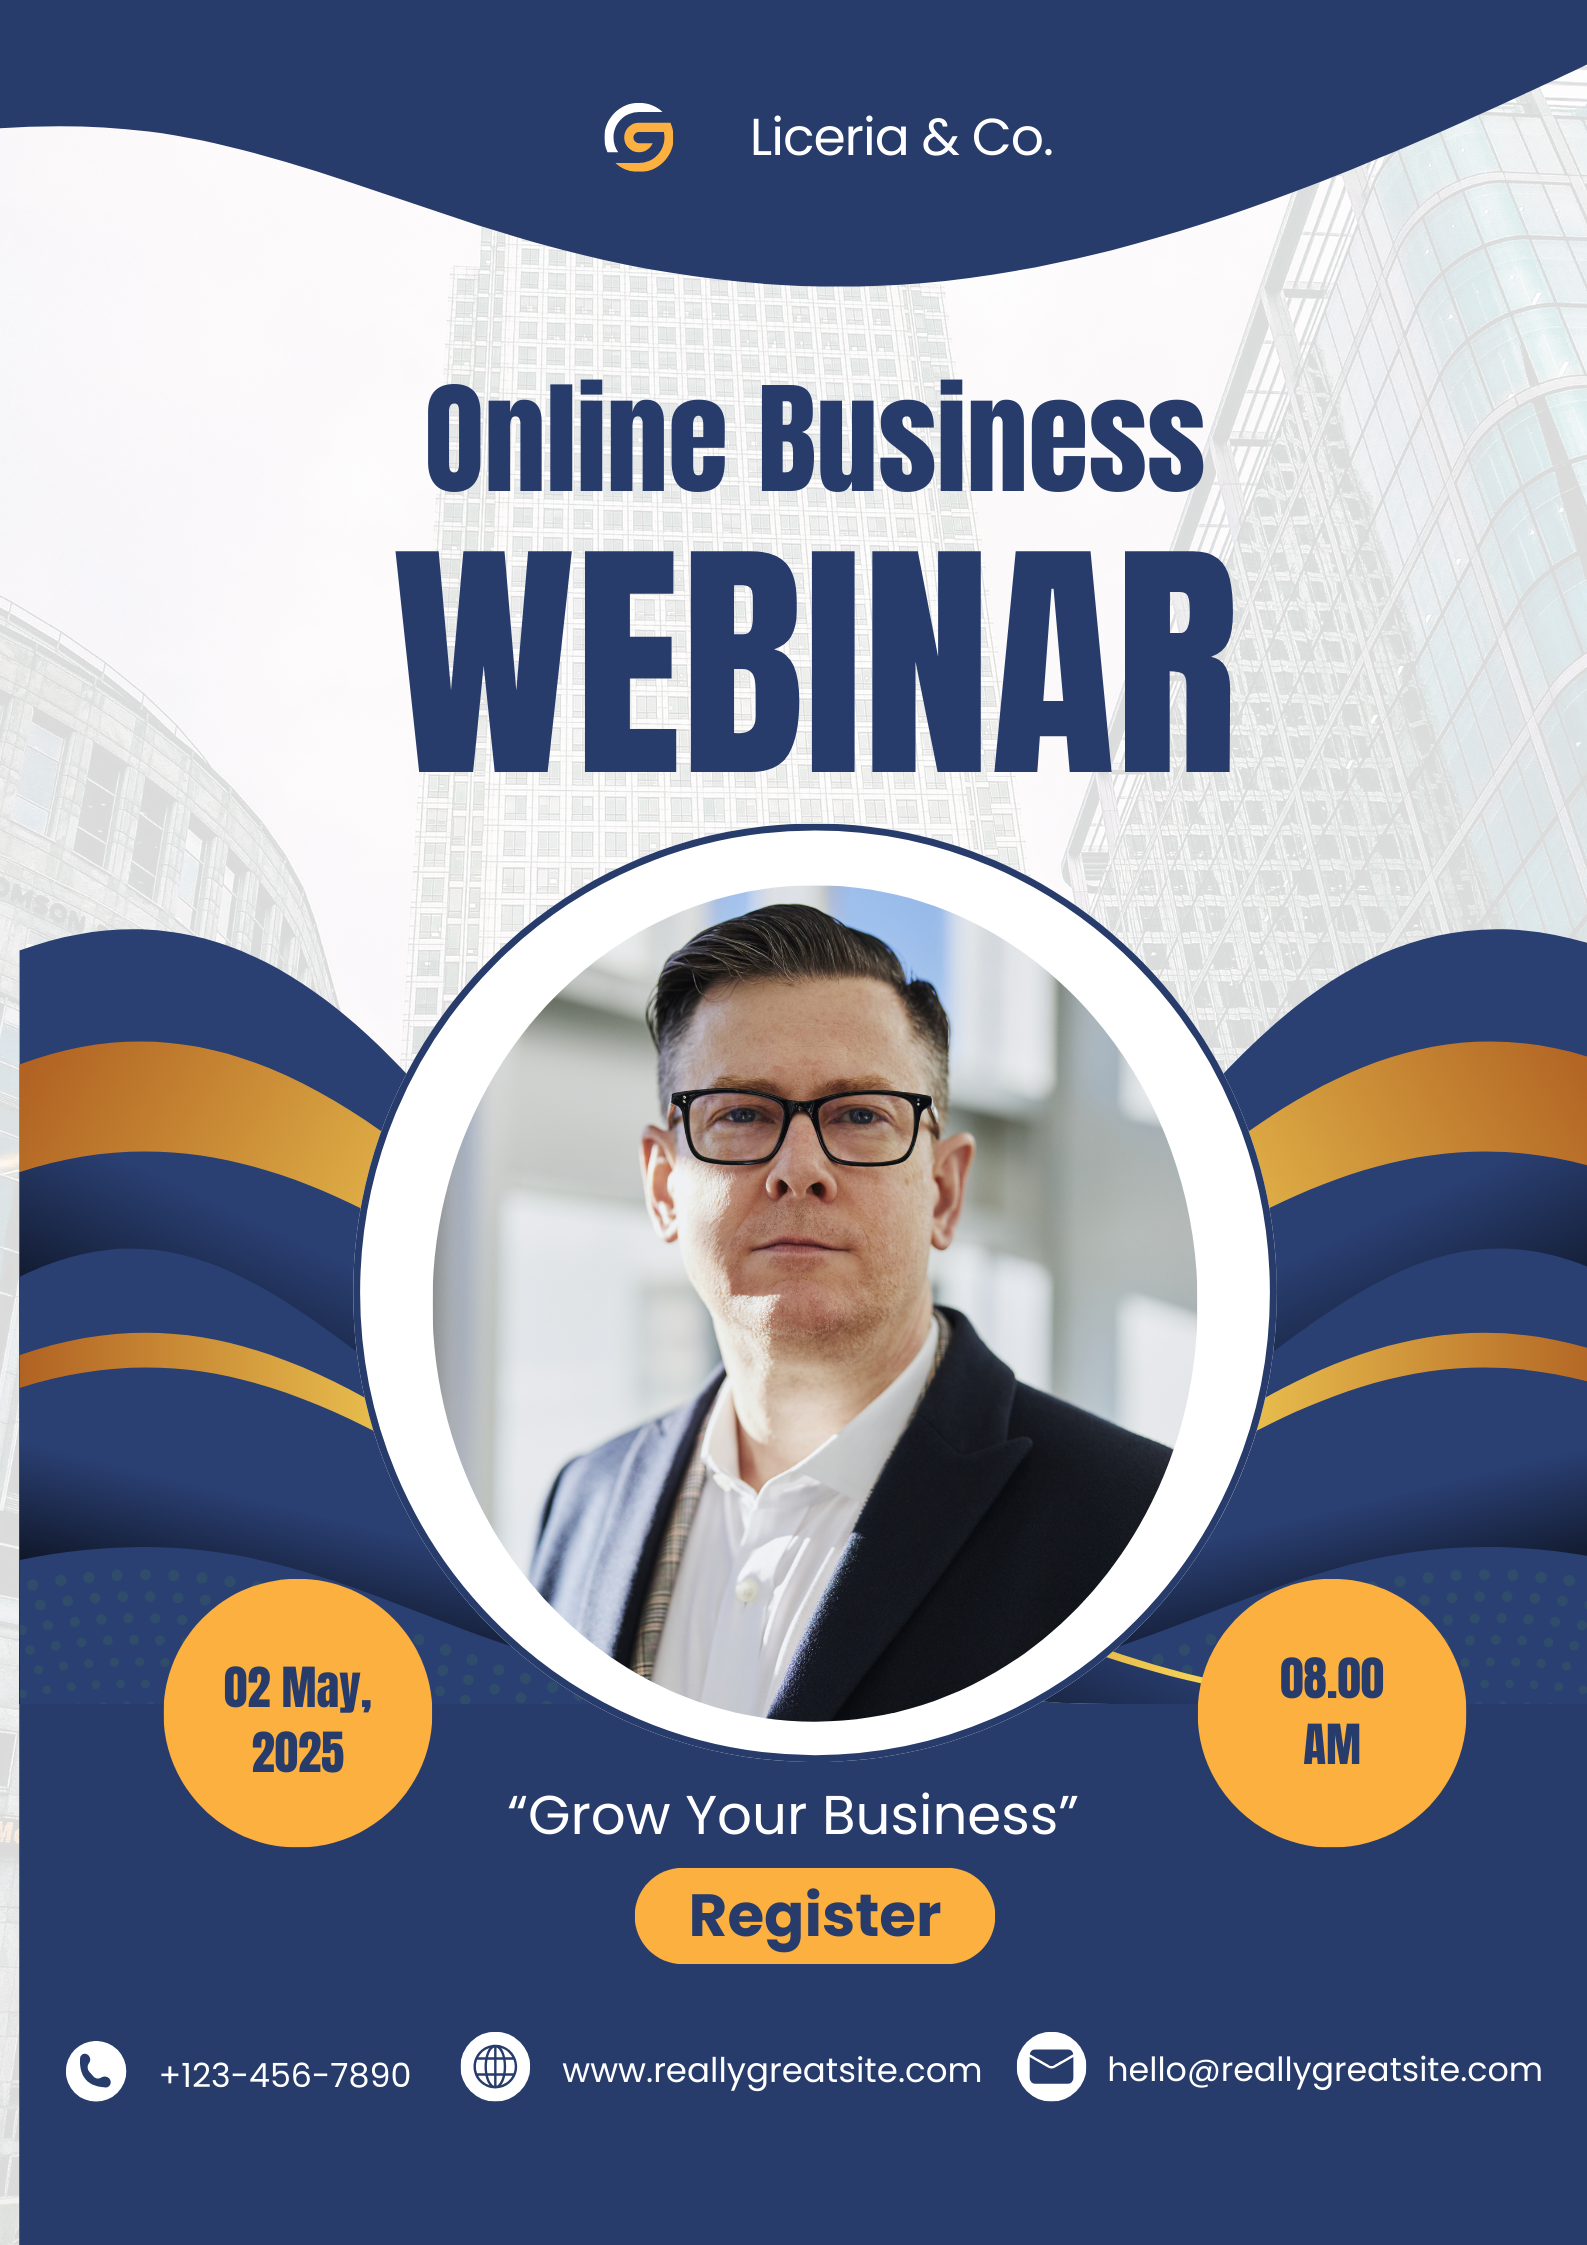 Liceria & Co.
Online Business
WEBINAR
02 May,
2025
08.00
AM
“Grow Your Business”
Register
+123-456-7890
www.reallygreatsite.com
hello@reallygreatsite.com